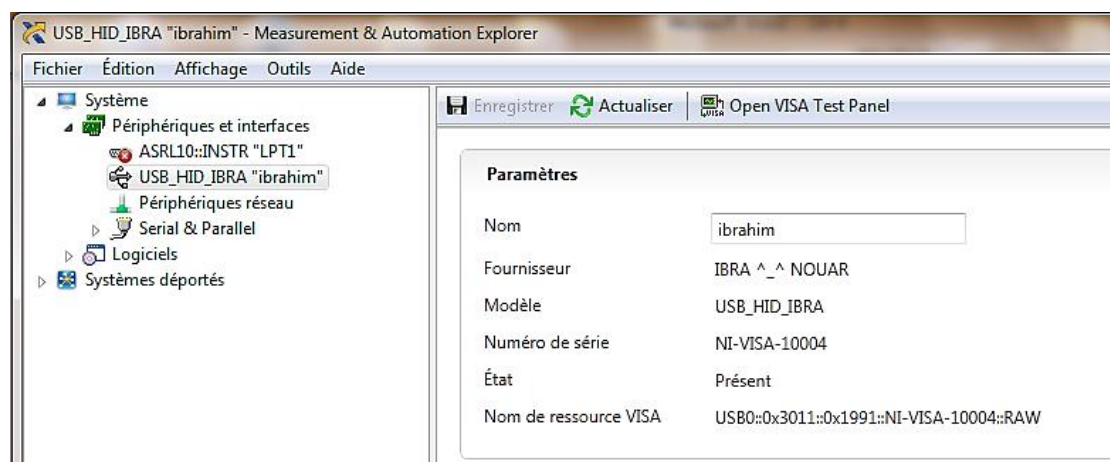 USB_HID_IBRA "ibrahim" - Measurement & Automation Explorer
Fichier Édition Affichage Outils Aide
Système
Périphériques et interfaces
ASRL10::INSTR "LPT1"
USB_HID_IBRA "ibrahim"
Périphériques réseau
Serial & Parallel
Logiciels
Systèmes déportés
Enregistrer Actualiser Open VISA Test Panel
Paramètres
Nom ibrahim
Fournisseur IBRA ^_^ NOUAR
Modèle USB_HID_IBRA
Numéro de série NI-VISA-10004
État Présent
Nom de ressource VISA USB0::0x3011::0x1991::NI-VISA-10004::RAW